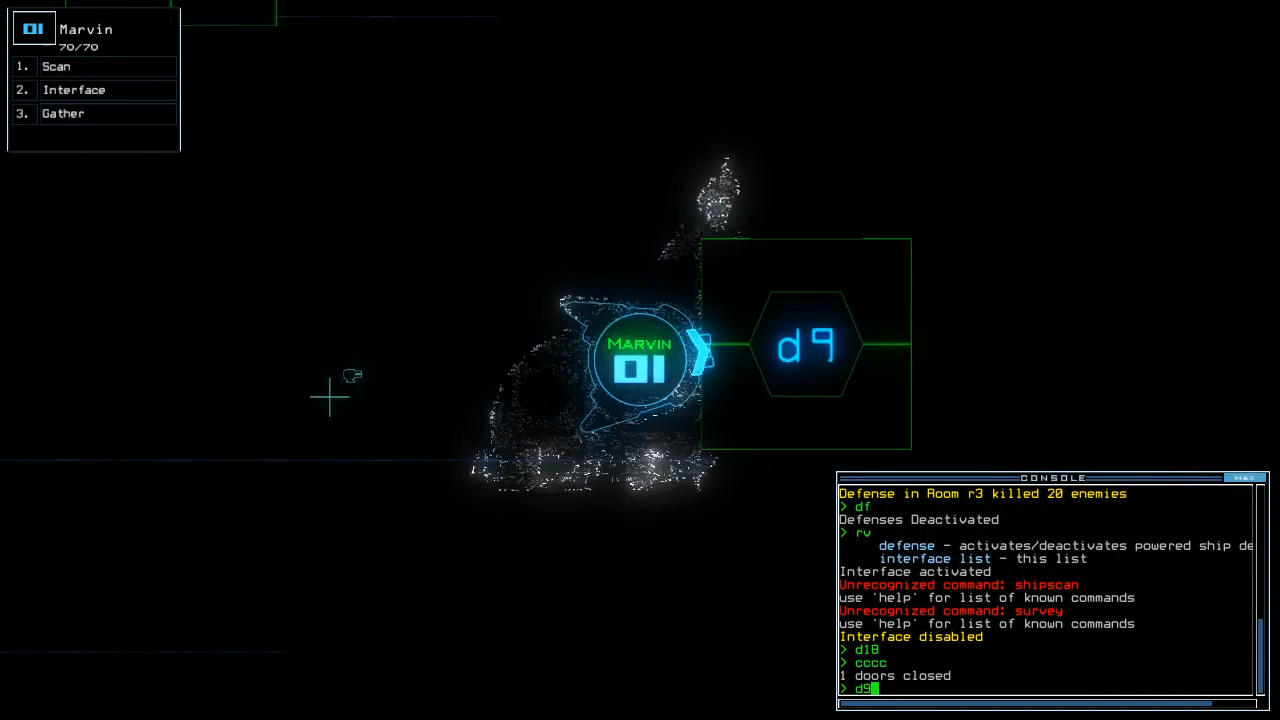 01 Marvin
70/70
1. Scan
2. Interface
3. Gather
MARVIN
01
d9
CONSOLE
MAX
Defense in Room r3 killed 20 enemies
> df
Defenses Deactivated
> rv
defense - activates/deactivates powered ship de
interface list - this list
Interface activated
Unrecognized command: shipscan
use 'help' for list of known commands
Unrecognized command: survey
use 'help' for list of known commands
Interface disabled
> d18
> cccc
1 doors closed
> d9